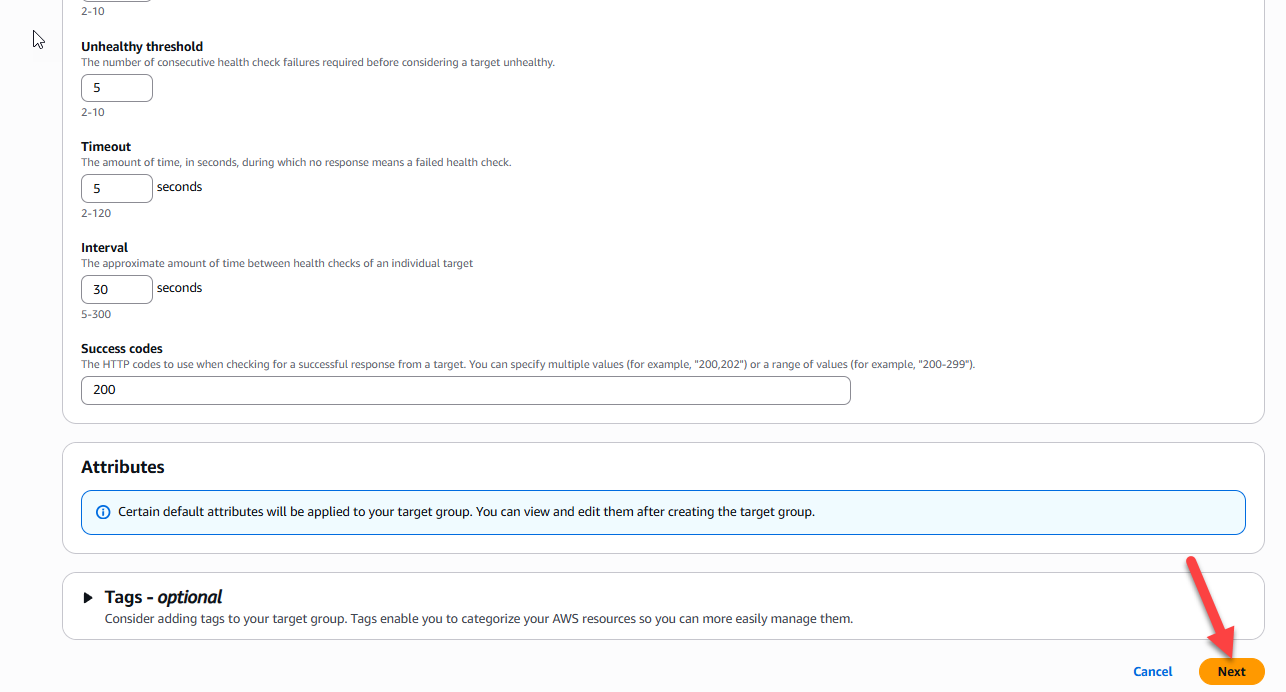 2-10
Unhealthy threshold
The number of consecutive health check failures required before considering a target unhealthy.
5
2-10
Timeout
The amount of time, in seconds, during which no response means a failed health check.
5 seconds
2-120
Interval
The approximate amount of time between health checks of an individual target
30 seconds
5-300
Success codes
The HTTP codes to use when checking for a successful response from a target. You can specify multiple values (for example, "200,202") or a range of values (for example, "200-299").
200
Attributes
Certain default attributes will be applied to your target group. You can view and edit them after creating the target group.
Tags - optional
Consider adding tags to your target group. Tags enable you to categorize your AWS resources so you can more easily manage them.
Cancel Next